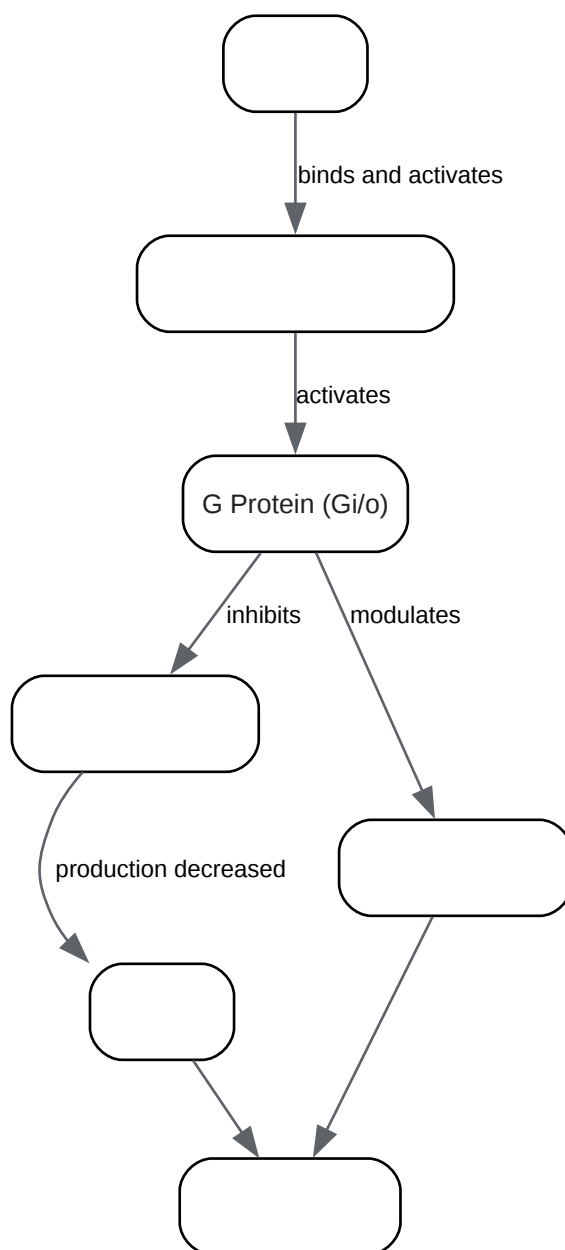 binds and activates
activates
G Protein (Gi/o)
inhibits
modulates
production decreased